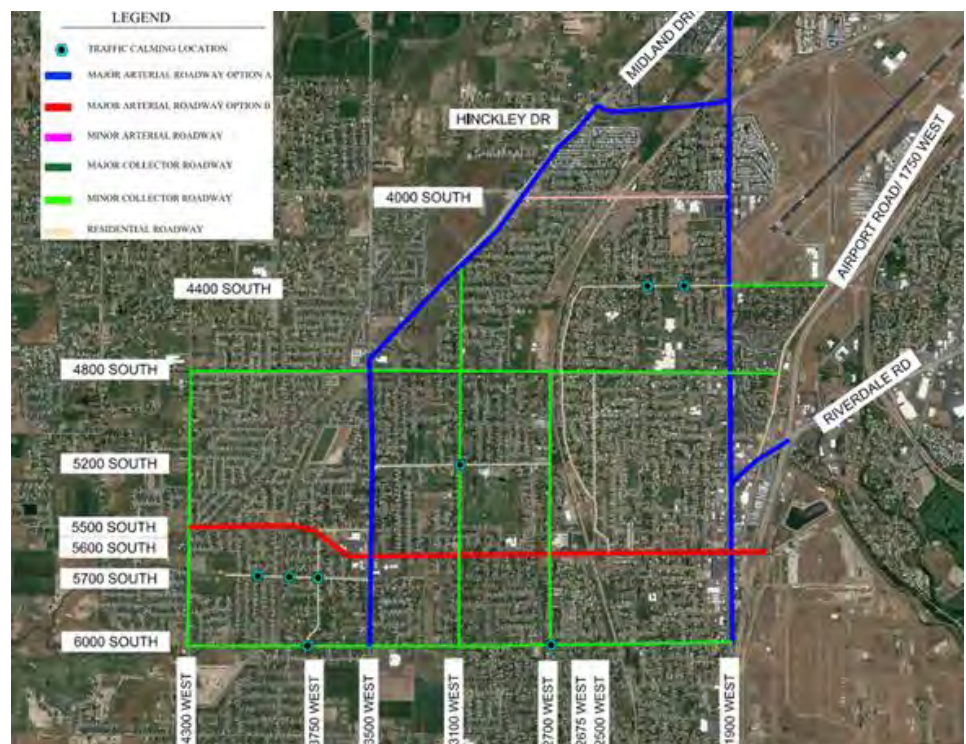 LEGEND
TRAFFIC CALMING LOCATION
MAJOR ARTERIAL ROADWAY OPTION A
MAJOR ARTERIAL ROADWAY OPTION B
MINOR ARTERIAL ROADWAY
MAJOR COLLECTOR ROADWAY
MINOR COLLECTOR ROADWAY
RESIDENTIAL ROADWAY
MIDLAND DRI
HINCKLEY DR
4000 SOUTH
AIRPORT ROAD/ 1750 WEST
4400 SOUTH
4800 SOUTH
RIVERDALE RD
5200 SOUTH
5500 SOUTH
5600 SOUTH
5700 SOUTH
6000 SOUTH
4300 WEST
3750 WEST
3500 WEST
3100 WEST
2700 WEST
2675 WEST
2500 WEST
1900 WEST